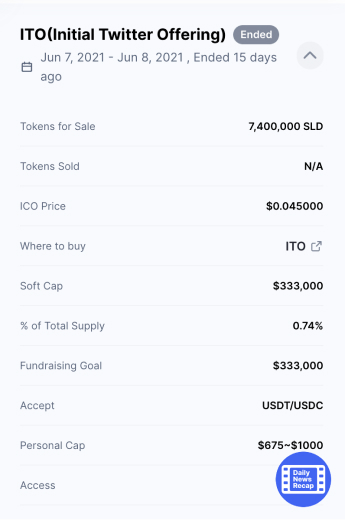 ITO(Initial Twitter Offering) Ended
Jun 7, 2021 - Jun 8, 2021 , Ended 15 days
ago
Tokens for Sale 7,400,000 SLD
Tokens Sold N/A
ICO Price $0.045000
Where to buy ITO
Soft Cap $333,000
% of Total Supply 0.74%
Fundraising Goal $333,000
Accept USDT/USDC
Personal Cap $675~$1000
Access
Daily
News
Recap